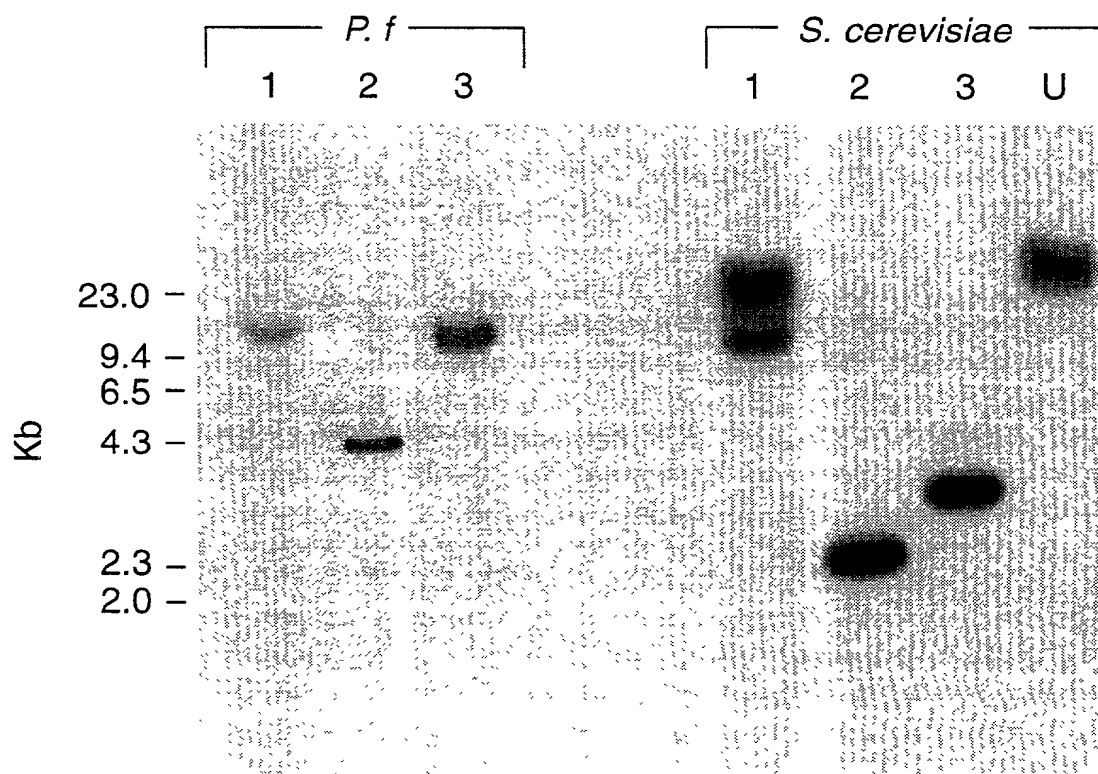 P. f S. cerevisiae
1 2 3 1 2 3 U
23.0 –
9.4 –
6.5 –
4.3 –
2.3 –
2.0 –
Kb